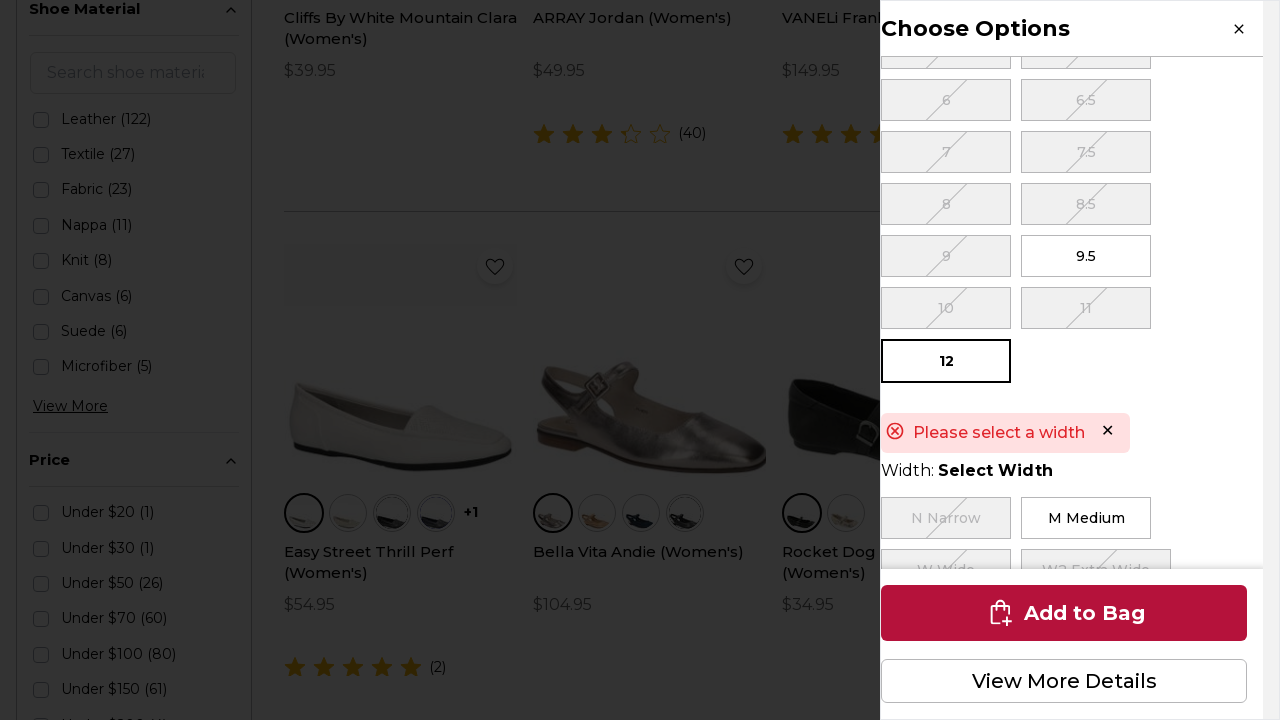 Shoe Material
Search shoe materia
Leather (122)
Textile (27)
Fabric (23)
Nappa (11)
Knit (8)
Canvas (6)
Suede (6)
Microfiber (5)
View More
Price
Under $20 (1)
Under $30 (1)
Under $50 (26)
Under $70 (60)
Under $100 (80)
Under $150 (61)
Cliffs By White Mountain Clara
(Women's)
$39.95
ARRAY Jordan (Women's)
$49.95
(40)
VANELi Frank
$149.95
+1
Easy Street Thrill Perf
(Women's)
$54.95
(2)
Bella Vita Andie (Women's)
$104.95
Rocket Dog
(Women's)
$34.95
Choose Options
6
6.5
7
7.5
8
8.5
9
9.5
10
11
12
Please select a width
Width: Select Width
N Narrow
M Medium
W Wide
W2 Extra Wide
Add to Bag
View More Details